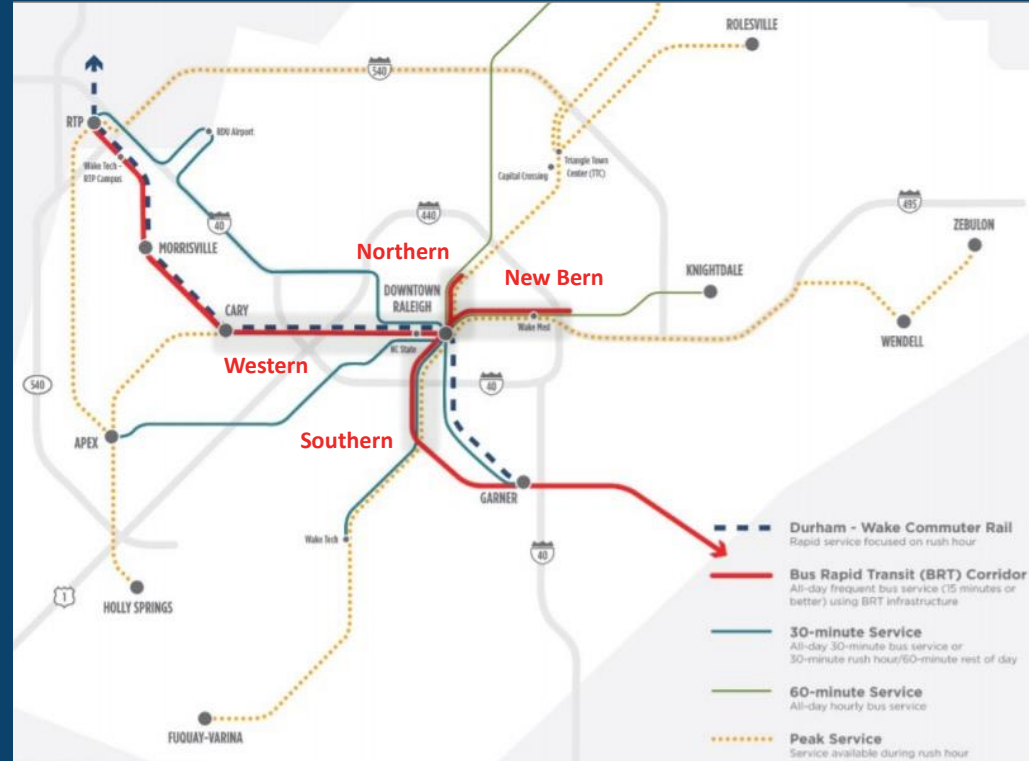 ROLESVILLE
540
RTP
RDU Airport
Wake Tech -
RTP Campus
Triangle Town
Center (TTC)
Capital Crossing
40
440
495
ZEBULON
MORRISVILLE
Northern
KNIGHTDALE
New Bern
DOWNTOWN
RALEIGH
CARY
Wake Med
NC State
WENDELL
Western
540
40
APEX
Southern
GARNER
Wake Tech
40
1
HOLLY SPRINGS
FUQUAY-VARINA
Durham - Wake Commuter Rail
Rapid service focused on rush hour
Bus Rapid Transit (BRT) Corridor
All-day frequent bus service (15 minutes or
better) using BRT infrastructure
30-minute Service
All-day 30-minute bus service or
30-minute rush hour/60-minute rest of day
60-minute Service
All-day hourly bus service
Peak Service
Service available during rush hour